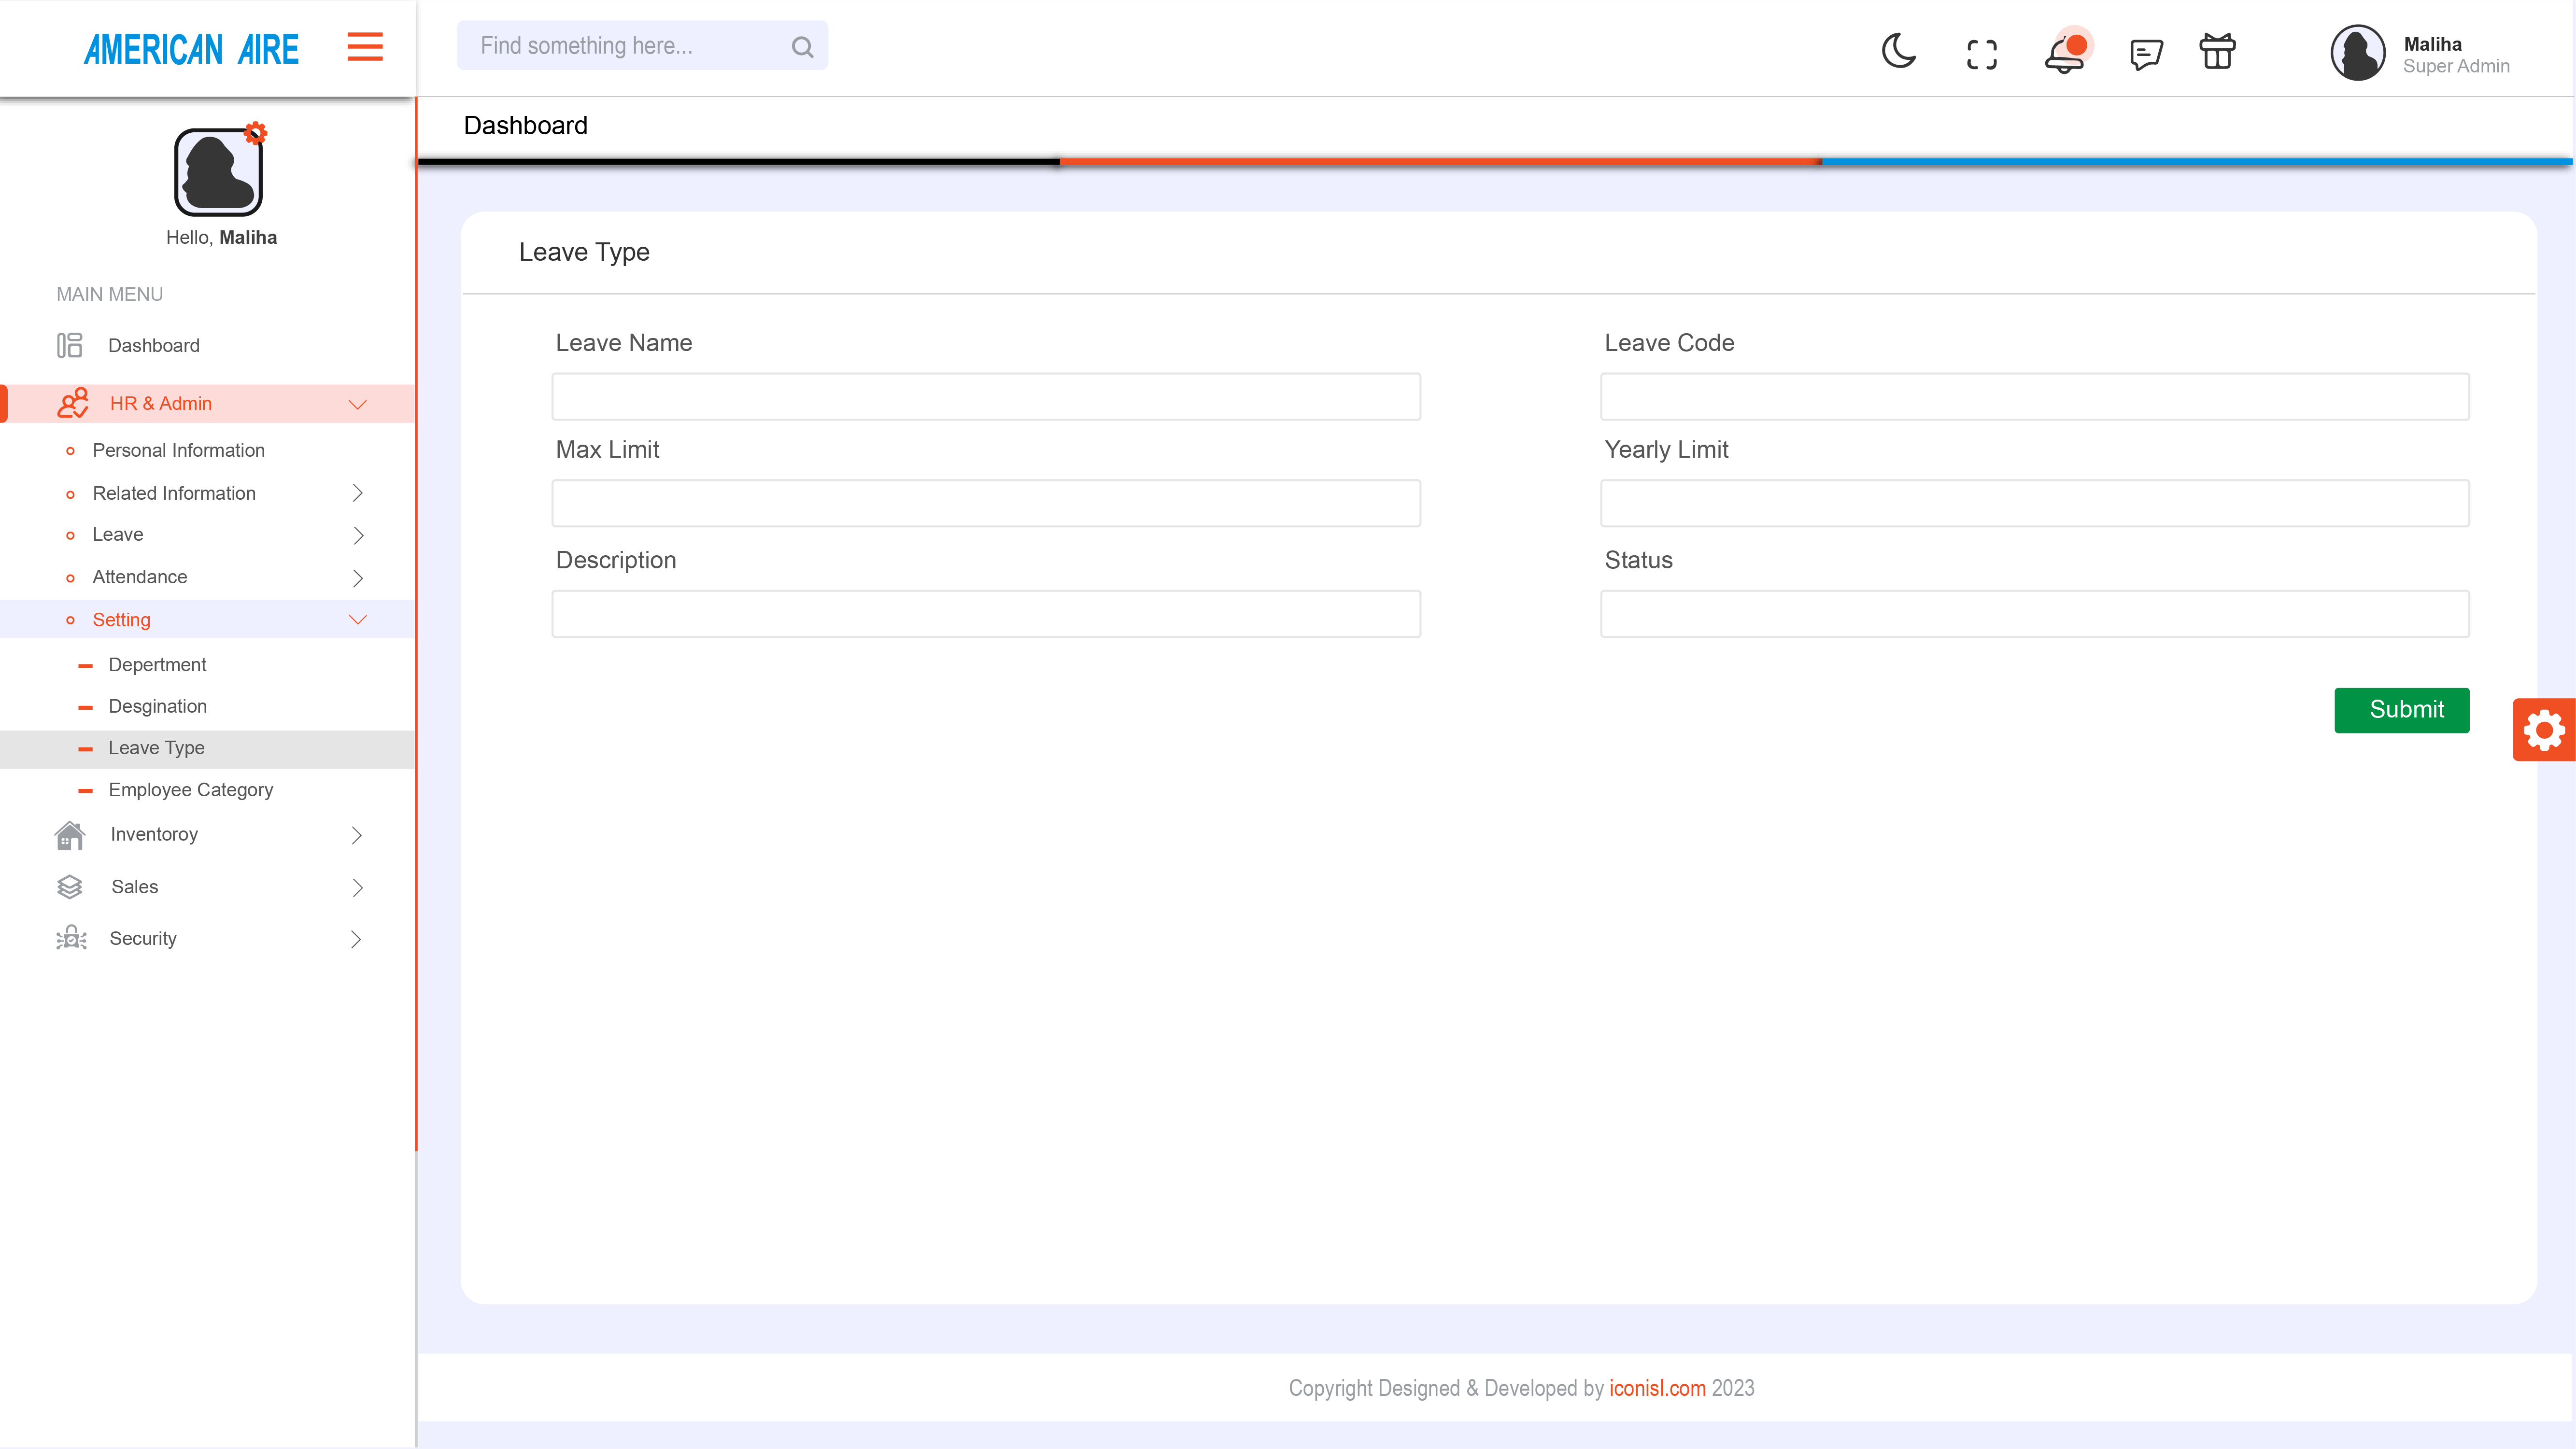 AMERICAN AIRE
Find something here...
Maliha
Super Admin
Dashboard
Hello, Maliha
MAIN MENU
Dashboard
HR & Admin
Personal Information
Related Information
Leave
Attendance
Setting
Depertment
Desgination
Leave Type
Employee Category
Inventoroy
Sales
Security
Leave Type
Leave Name
Leave Code
Max Limit
Yearly Limit
Description
Status
Submit
Copyright Designed & Developed by iconisl.com 2023